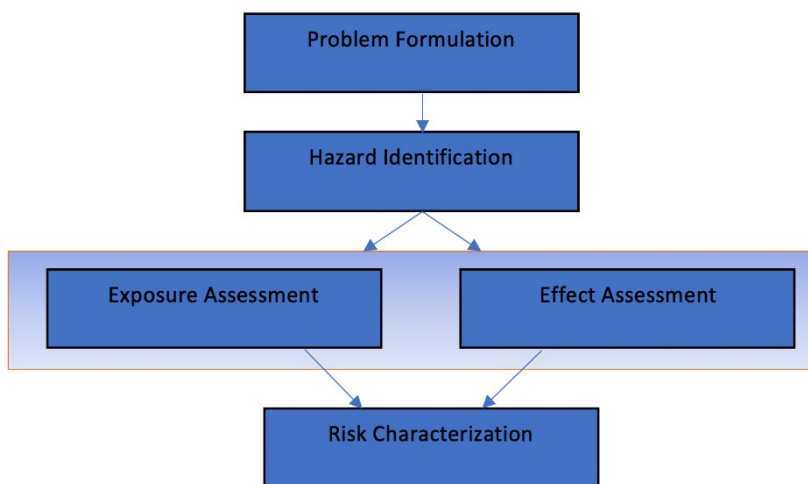 Problem Formulation
Hazard Identification
Exposure Assessment
Effect Assessment
Risk Characterization